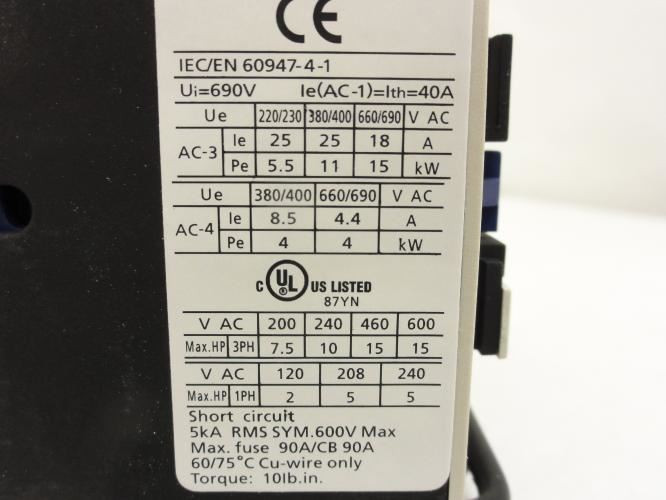 CE
IEC/EN 60947-4-1
Ui=690V Ie(AC-1)=Ith=40A
Ue 220/230 380/400 660/690 V AC
AC-3 Ie 25 25 18 A
Pe 5.5 11 15 kW
Ue 380/400 660/690 V AC
AC-4 Ie 8.5 4.4 A
Pe 4 4 kW
C UL ® US LISTED
87YN
V AC 200 240 460 600
Max.HP 3PH 7.5 10 15 15
V AC 120 208 240
Max.HP 1PH 2 5 5
Short circuit
5kA RMS SYM.600V Max
Max. fuse 90A/CB 90A
60/75°C Cu-wire only
Torque: 10lb.in.